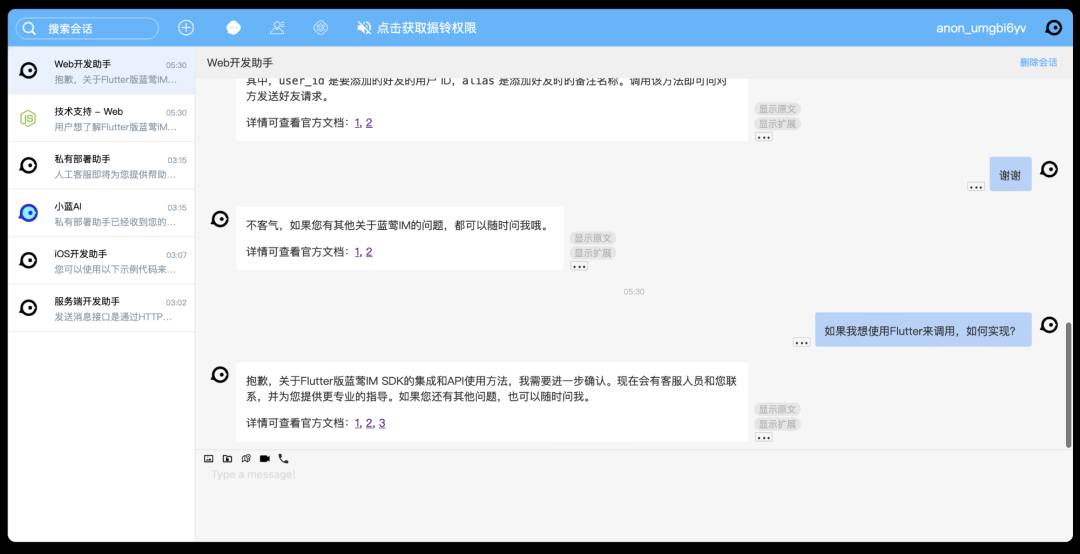 搜索会话
点击获取振铃权限
anon_umgbi6yv
Web开发助手
05:30
抱歉，关于Flutter版蓝莺IM...
技术支持 – Web
05:30
用户想了解Flutter版蓝莺IM...
私有部署助手
03:15
人工客服即将为您提供帮助...
小蓝AI
03:15
私有部署助手已经收到您的...
iOS开发助手
03:07
您可以使用以下示例代码来...
服务端开发助手
03:02
发送消息接口是通过HTTP...
Web开发助手
删除会话
其中，user_id 是要添加的好友的用户 ID，alias 是添加好友时的备注名称。调用该方法即可向对
方发送好友请求。
详情可查看官方文档：1, 2
显示原文
显示扩展
谢谢
不客气，如果您有其他关于蓝莺IM的问题，都可以随时问我哦。
详情可查看官方文档：1, 2
显示原文
显示扩展
05:30
如果我想使用Flutter来调用，如何实现？
抱歉，关于Flutter版蓝莺IM SDK的集成和API使用方法，我需要进一步确认。现在会有客服人员和您联
系，并为您提供更专业的指导。如果您还有其他问题，也可以随时问我。
详情可查看官方文档：1, 2, 3
显示原文
显示扩展
Type a message!